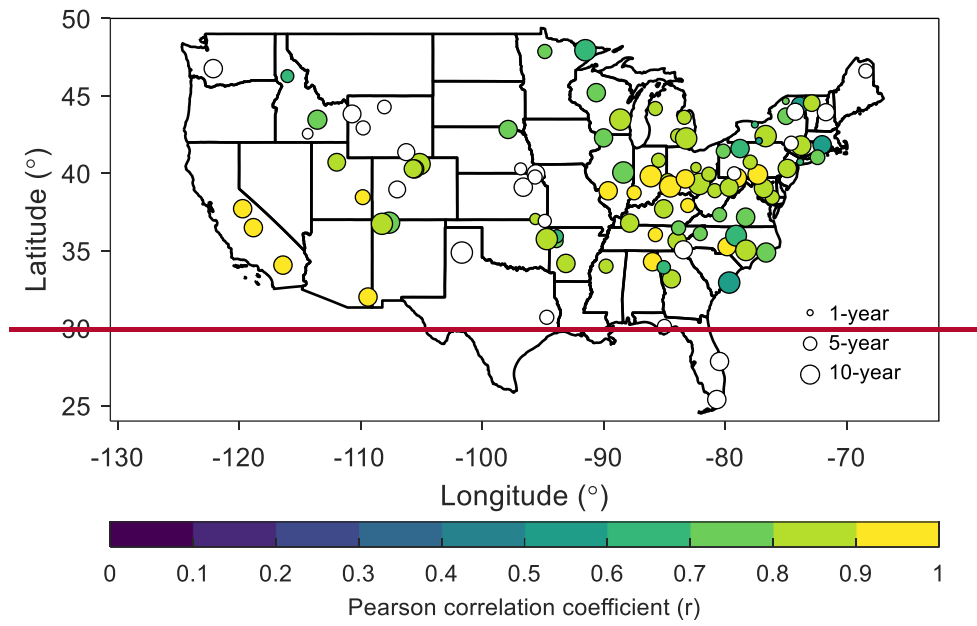 50
45
40
35
30
25
Latitude (°)
1-year
5-year
10-year
-130 -120 -110 -100 -90 -80 -70
Longitude (°)
0 0.1 0.2 0.3 0.4 0.5 0.6 0.7 0.8 0.9 1
Pearson correlation coefficient (r)